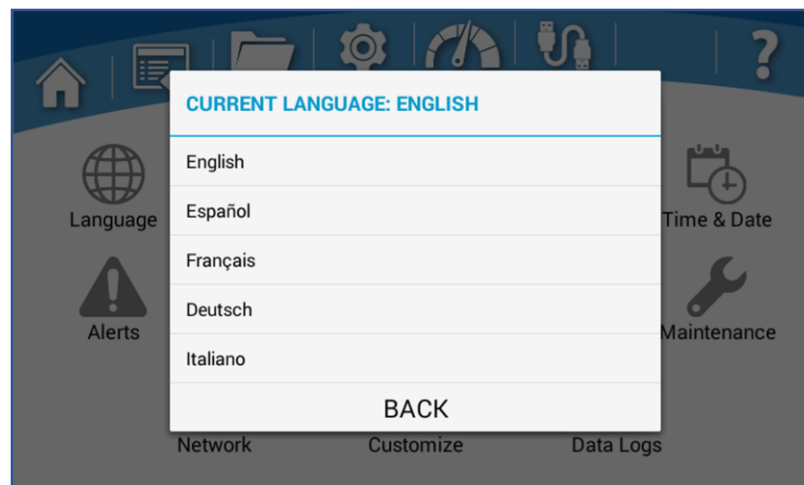 CURRENT LANGUAGE: ENGLISH
English
Español
Français
Deutsch
Italiano
BACK
Language
Time & Date
Alerts
Maintenance
Network
Customize
Data Logs
?